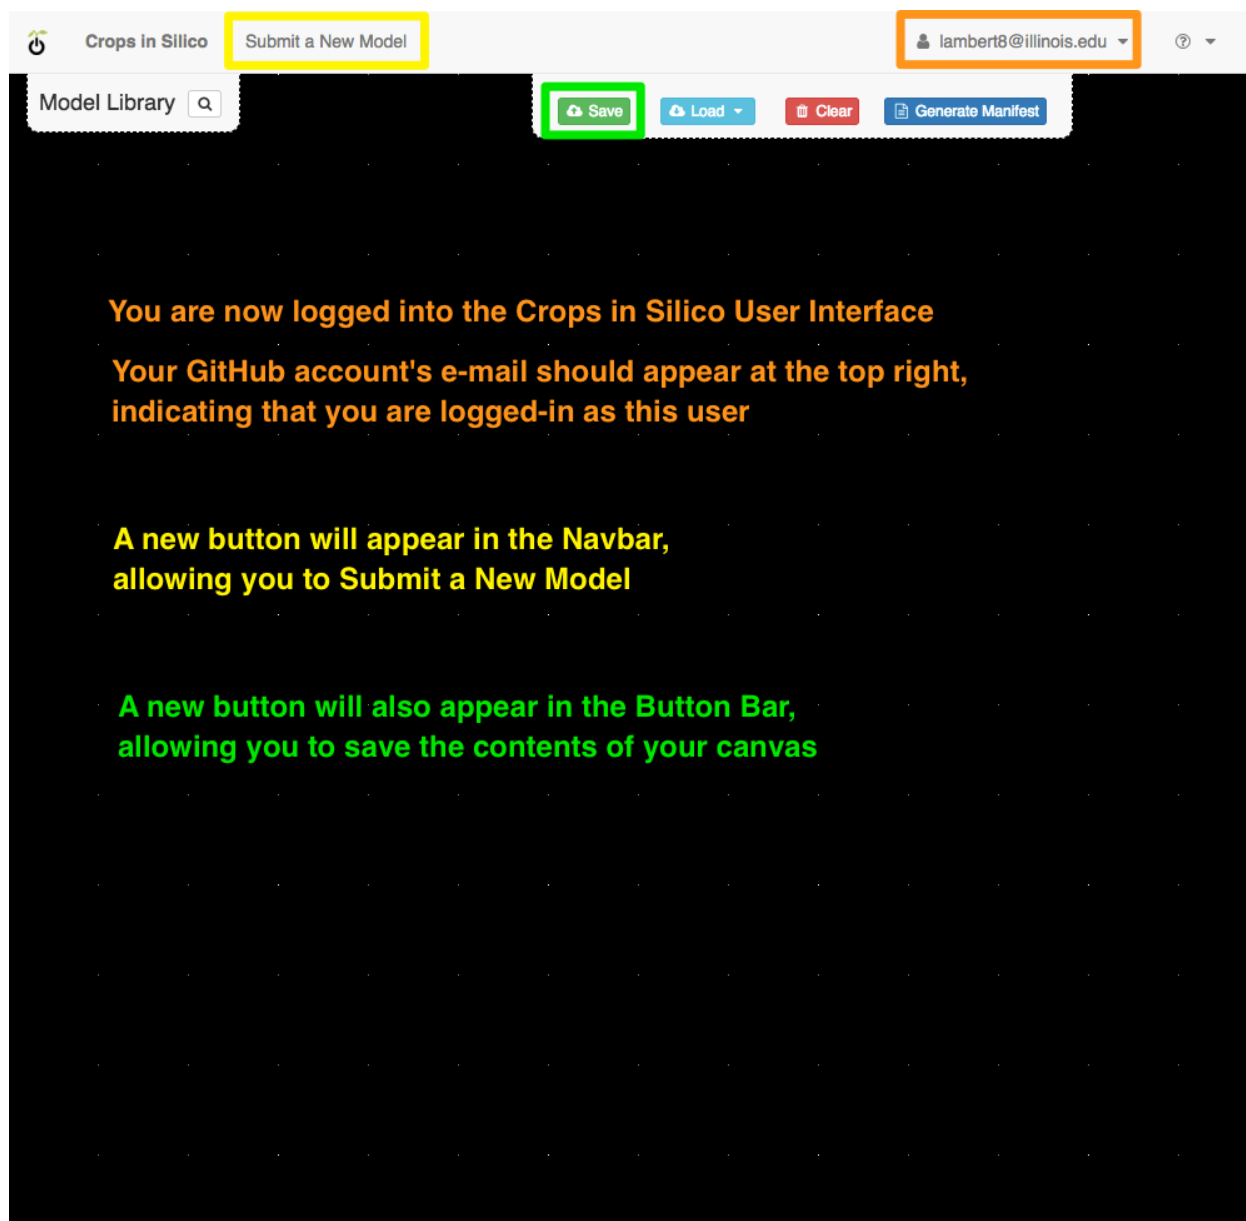 Crops in Silico Submit a New Model lambert8@illinois.edu
Model Library Save Load Clear Generate Manifest
You are now logged into the Crops in Silico User Interface
Your GitHub account's e-mail should appear at the top right,
indicating that you are logged-in as this user
A new button will appear in the Navbar,
allowing you to Submit a New Model
A new button will also appear in the Button Bar,
allowing you to save the contents of your canvas